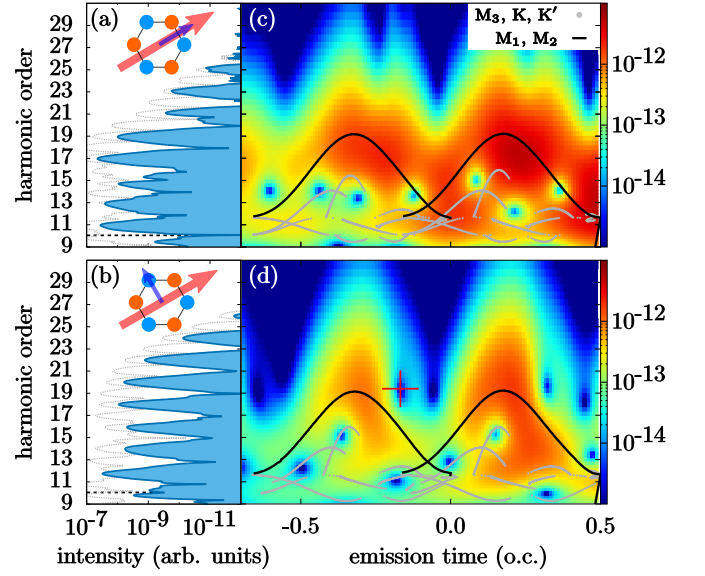 (a)
harmonic order
29
27
25
23
21
19
17
15
13
11
9
(c)
M₃, K, K′
M₁, M₂
10⁻¹²
10⁻¹³
10⁻¹⁴
(b)
harmonic order
29
27
25
23
21
19
17
15
13
11
9
(d)
10⁻¹²
10⁻¹³
10⁻¹⁴
10⁻⁷ 10⁻⁹ 10⁻¹¹
-0.5 0.0 0.5
intensity (arb. units)
emission time (o.c.)